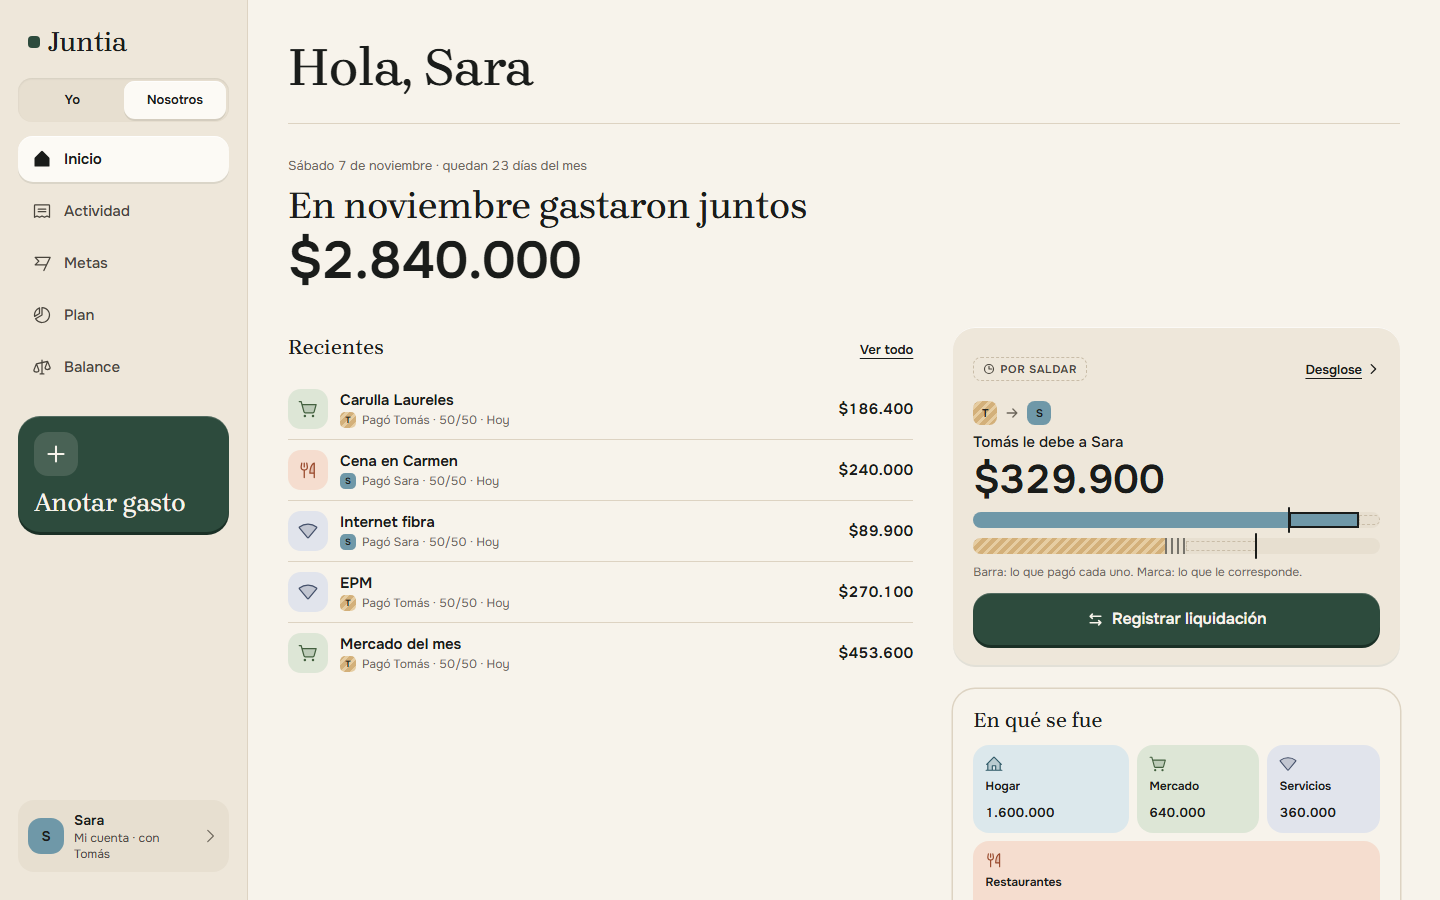 Juntia
Yo
Nosotros
Inicio
Actividad
Metas
Plan
Balance
Anotar gasto
S
Sara
Mi cuenta · con
Tomás
Hola, Sara
Sábado 7 de noviembre · quedan 23 días del mes
En noviembre gastaron juntos
$2.840.000
Recientes
Ver todo
Carulla Laureles
T Pagó Tomás · 50/50 · Hoy
$186.400
Cena en Carmen
S Pagó Sara · 50/50 · Hoy
$240.000
Internet fibra
S Pagó Sara · 50/50 · Hoy
$89.900
EPM
T Pagó Tomás · 50/50 · Hoy
$270.100
Mercado del mes
T Pagó Tomás · 50/50 · Hoy
$453.600
POR SALDAR
Desglose
T → S
Tomás le debe a Sara
$329.900
Barra: lo que pagó cada uno. Marca: lo que le corresponde.
Registrar liquidación
En qué se fue
Hogar
1.600.000
Mercado
640.000
Servicios
360.000
Restaurantes